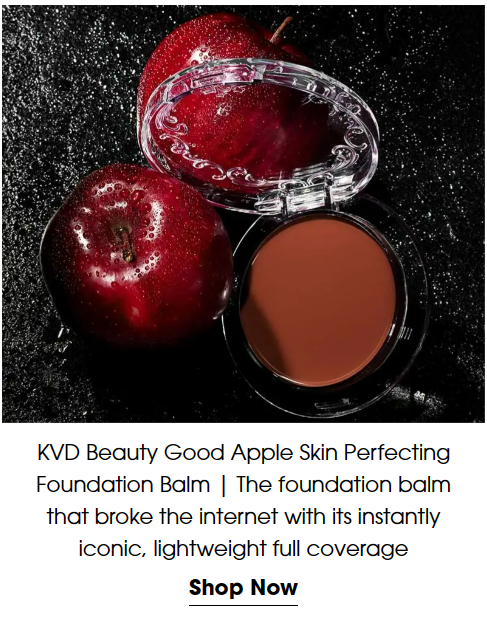 KVD Beauty Good Apple Skin Perfecting
Foundation Balm | The foundation balm
that broke the internet with its instantly
iconic, lightweight full coverage
Shop Now